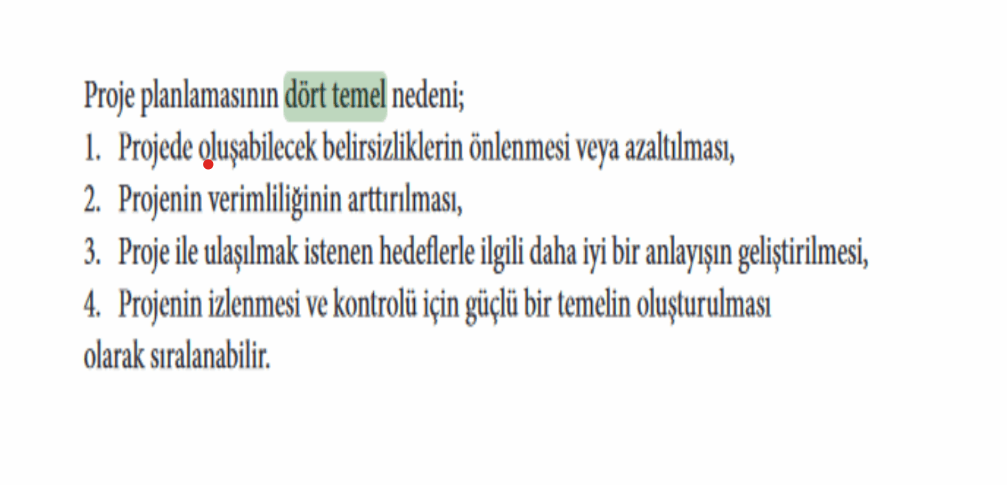 Proje planlamasının dört temel nedeni;
1. Projede oluşabilecek belirsizliklerin önlenmesi veya azaltılması,
2. Projenin verimliliğinin arttırılması,
3. Proje ile ulaşılmak istenen hedeflerle ilgili daha iyi bir anlayışın geliştirilmesi,
4. Projenin izlenmesi ve kontrolü için güçlü bir temelin oluşturulması
olarak sıralanabilir.